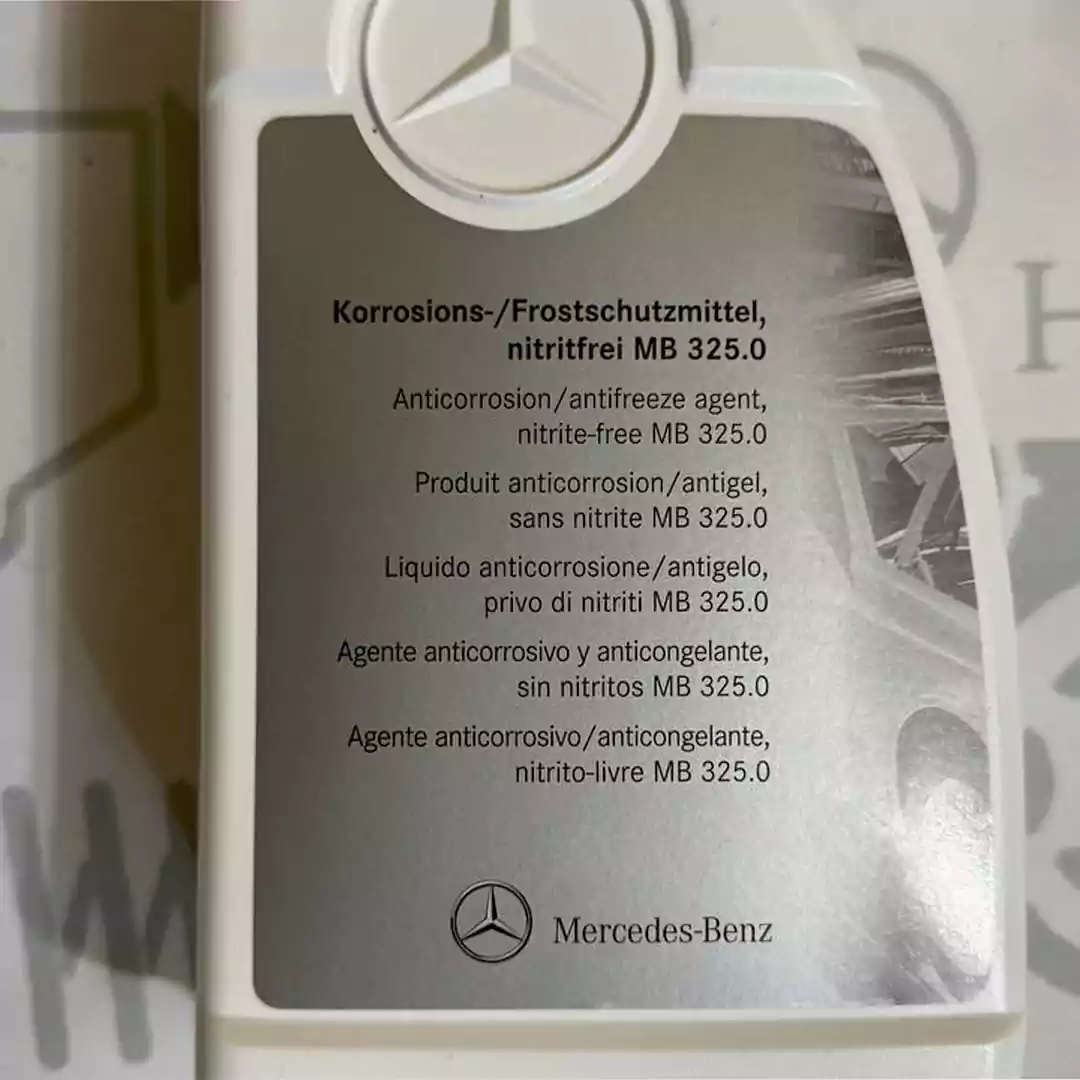 Korrosions-/Frostschutzmittel,
nitritfrei MB 325.0
Anticorrosion/antifreeze agent,
nitrite-free MB 325.0
Produit anticorrosion/antigel,
sans nitrite MB 325.0
Liquido anticorrosione/antigelo,
privo di nitriti MB 325.0
Agente anticorrosivo y anticongelante,
sin nitritos MB 325.0
Agente anticorrosivo/anticongelante,
nitrito-livre MB 325.0
Mercedes-Benz